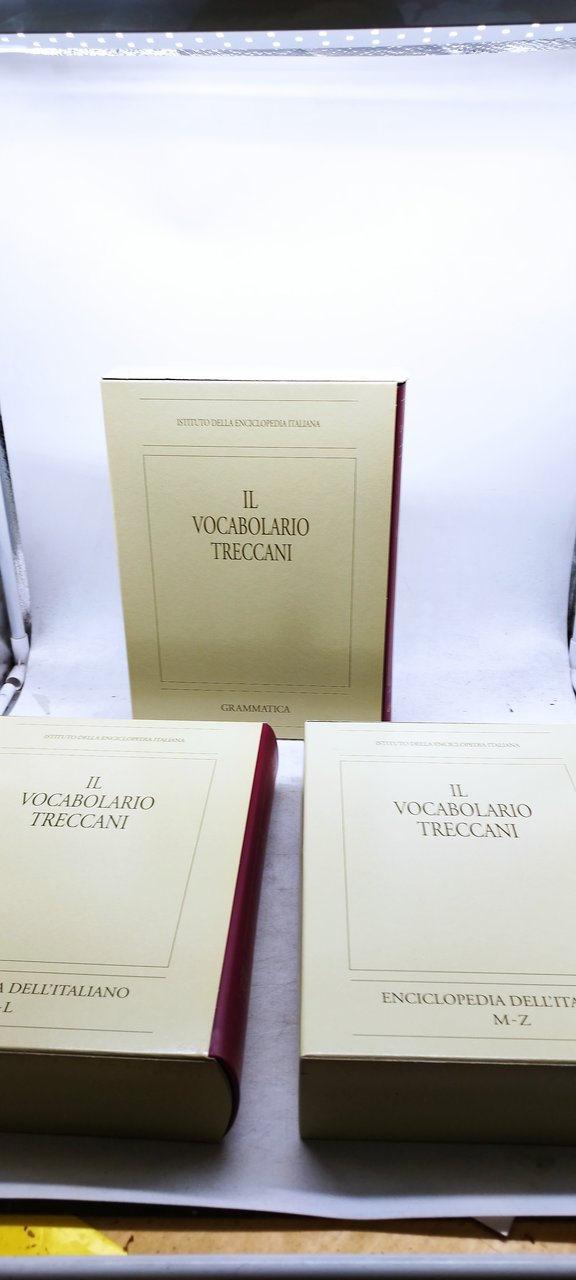 ISTITUTO DELLA ENCICLOPEDIA ITALIANA
IL
VOCABOLARIO
TRECCANI
GRAMMATICA
ISTITUTO DELLA ENCICLOPEDIA ITALIANA
IL
VOCABOLARIO
TRECCANI
A DELL'ITALIANO
-L
ISTITUTO DELLA ENCICLOPEDIA ITALIANA
IL
VOCABOLARIO
TRECCANI
ENCICLOPEDIA DELL'ITA
M-Z